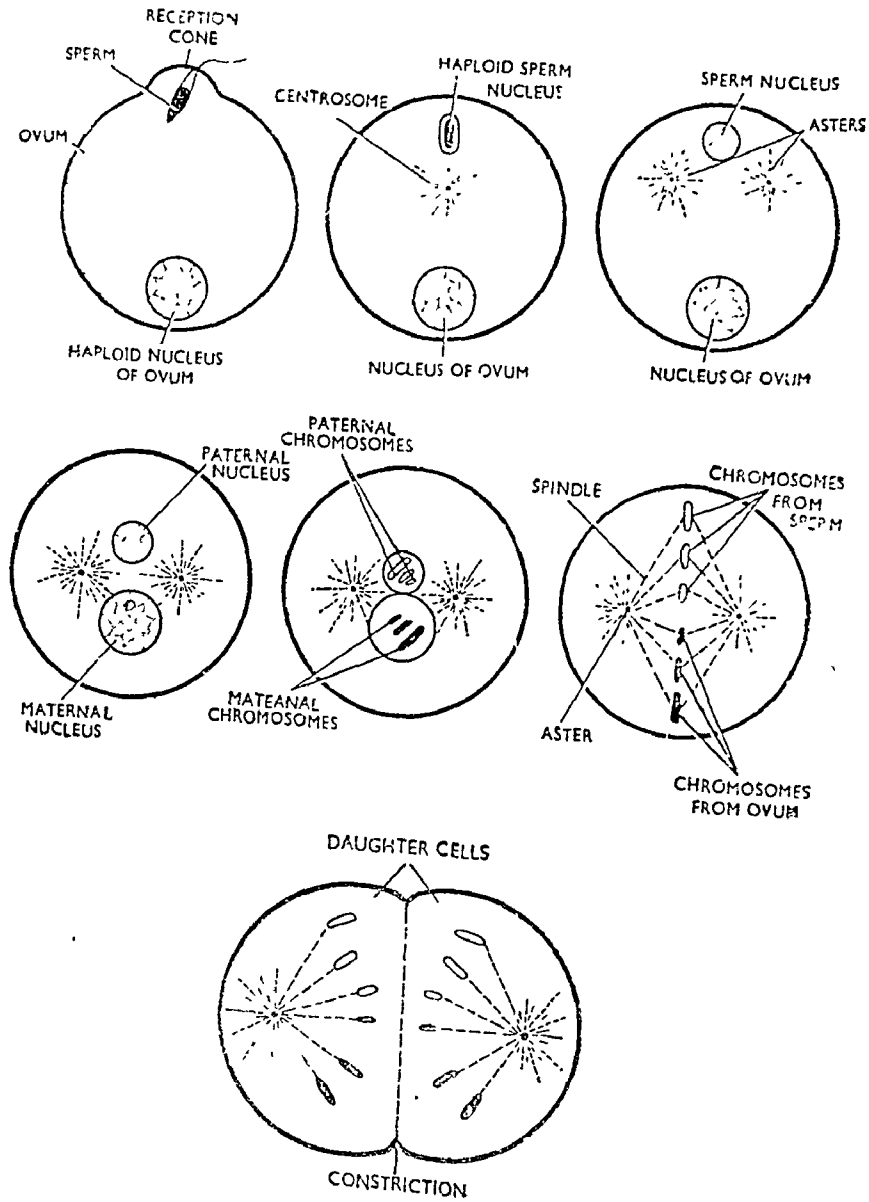 RECEPTION
CONE
SPERM
OVUM
HAPLOID NUCLEUS
OF OVUM
HAPLOID SPERM
NUCLEUS
CENTROSOME
NUCLEUS OF OVUM
SPERM NUCLEUS
ASTERS
NUCLEUS OF OVUM
PATERNAL
NUCLEUS
MATERNAL
NUCLEUS
PATERNAL
CHROMOSOMES
MATEANAL
CHROMOSOMES
SPINDLE
CHROMOSOMES
FROM
SPERM
ASTER
CHROMOSOMES
FROM OVUM
DAUGHTER CELLS
CONSTRICTION